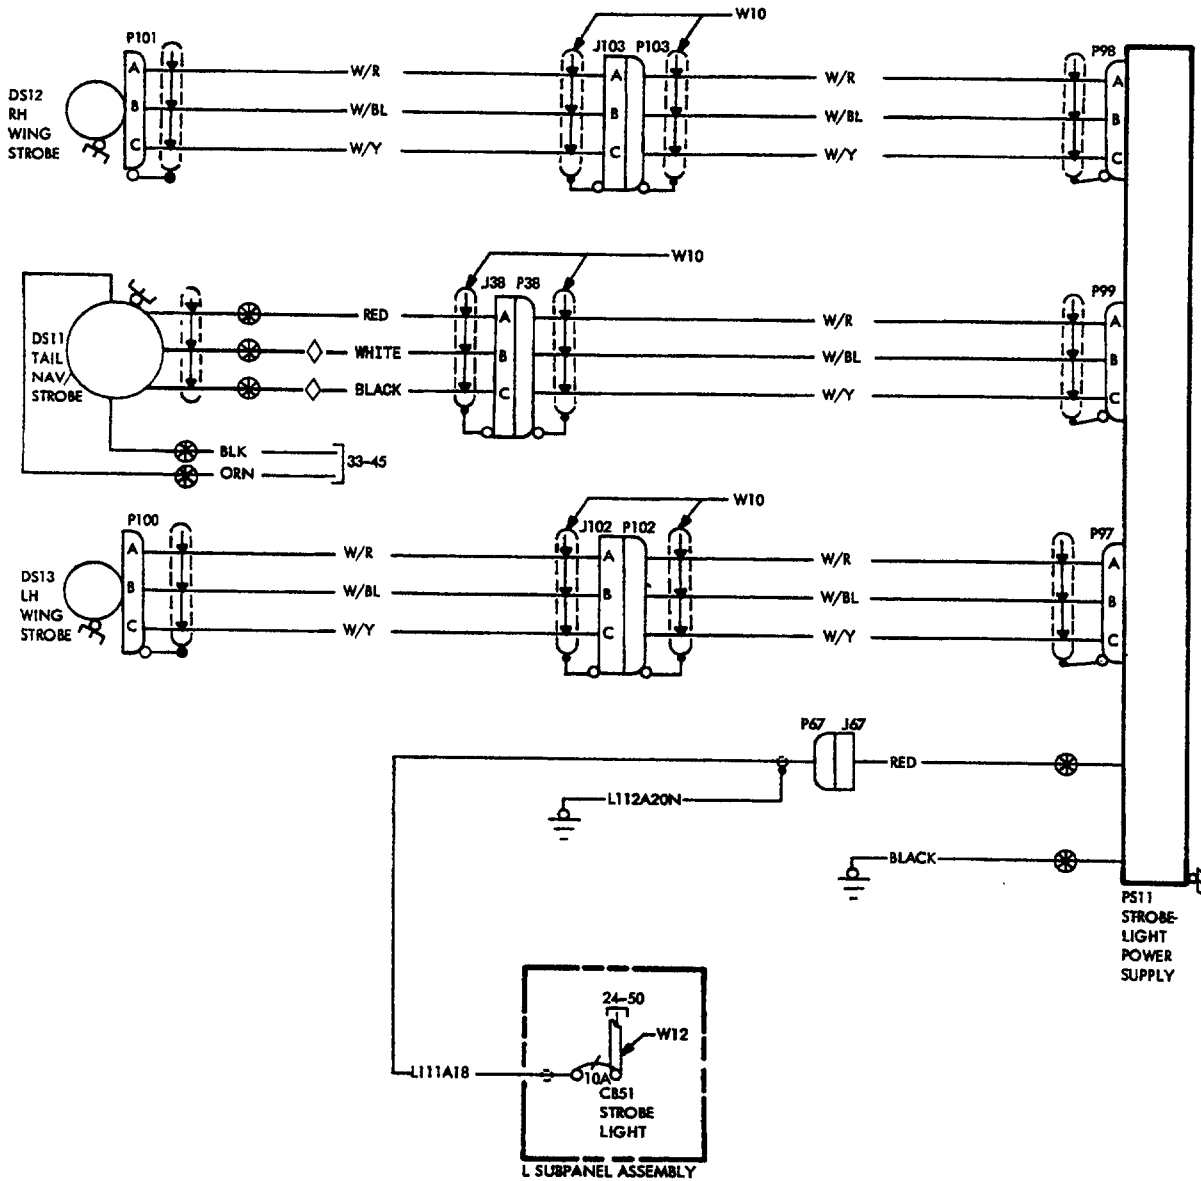 W10
P101
J103 P103
P98
A
W/R
A
W/R
A
DS12
RH
WING
STROBE
B
W/BL
B
W/BL
B
C
W/Y
C
W/Y
C
W10
J38 P38
P99
DS11
TAIL
NAV/
STROBE
RED
A
W/R
A
WHITE
B
W/BL
B
BLACK
C
W/Y
C
BLK
ORN
33-45
W10
P100
J102 P102
P97
A
W/R
A
W/R
A
DS13
LH
WING
STROBE
B
W/BL
B
W/BL
B
C
W/Y
C
W/Y
C
P67 J67
RED
L112A20N
BLACK
PS11
STROBE-
LIGHT
POWER
SUPPLY
24-50
W12
L111A18
10A
CB51
STROBE
LIGHT
L SUBPANEL ASSEMBLY